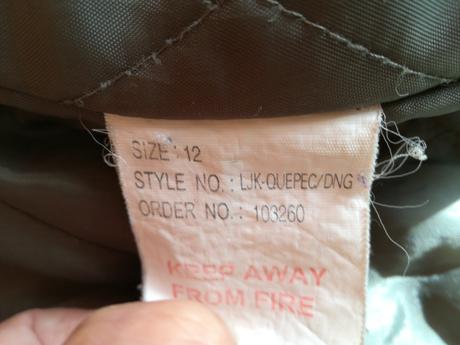 SIZE : 12
STYLE NO. : LJK-QUEPEC/DNG
ORDER NO. : 103260
KEEP AWAY
FROM FIRE